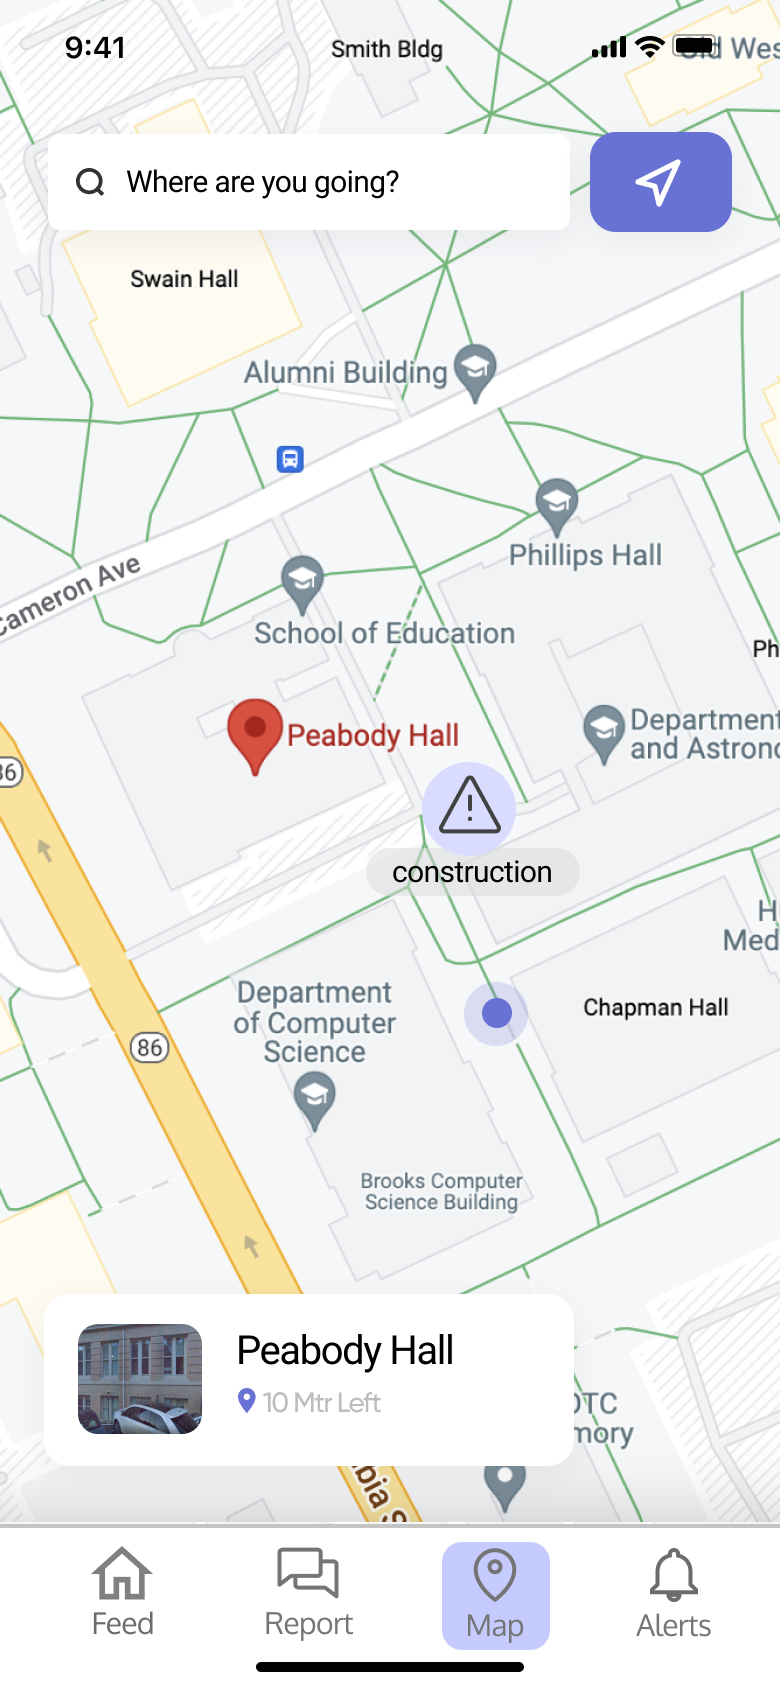 9:41
Smith Bldg
Old Wes
Where are you going?
Swain Hall
Alumni Building
Phillips Hall
Cameron Ave
School of Education
Ph
Peabody Hall
Department
and Astrono
86
construction
H
Med
Department
of Computer
Science
Chapman Hall
86
Brooks Computer
Science Building
Peabody Hall
10 Mtr Left
OTC
mory
bia S
Feed
Report
Map
Alerts